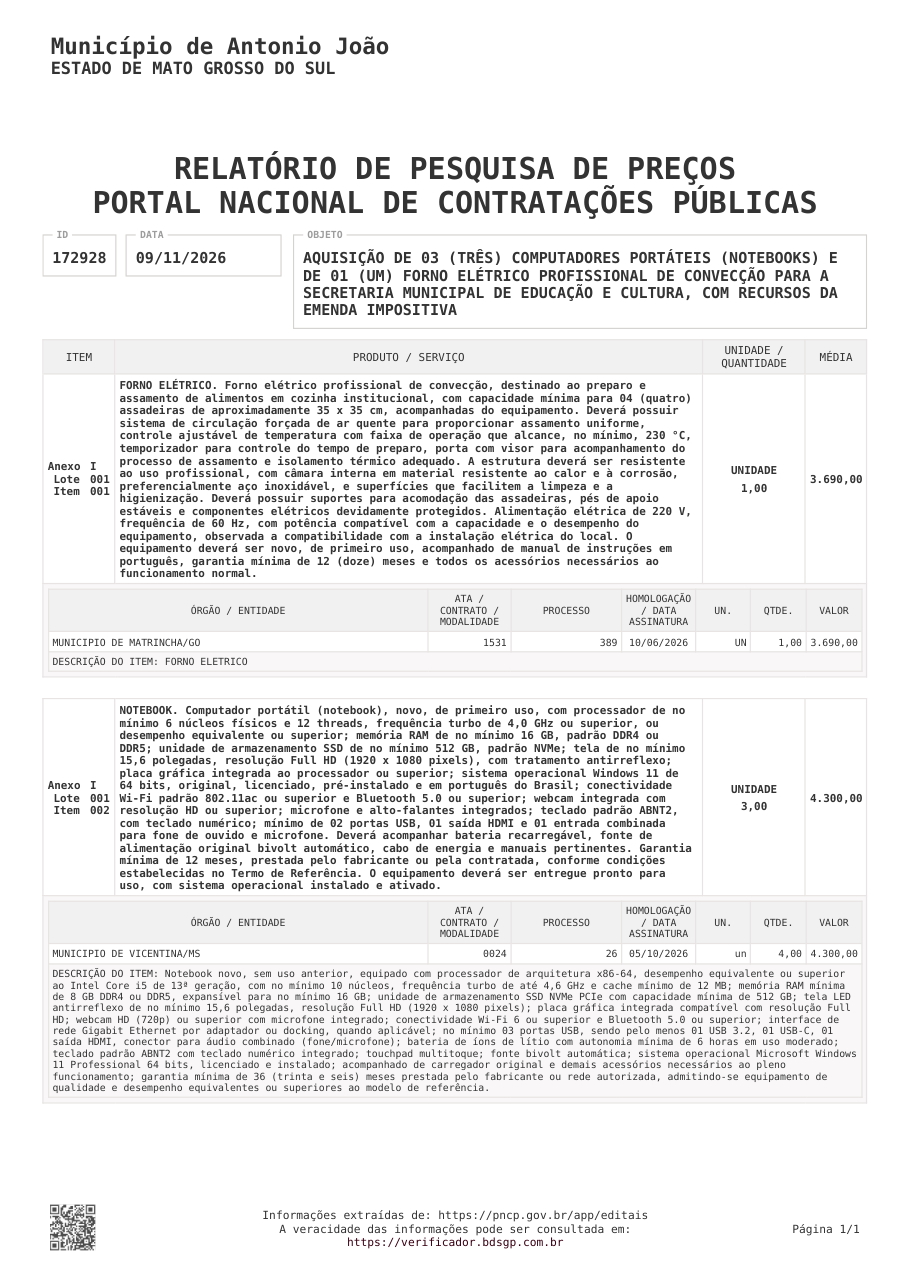 Município de Antonio João
ESTADO DE MATO GROSSO DO SUL
RELATÓRIO DE PESQUISA DE PREÇOS
PORTAL NACIONAL DE CONTRATAÇÕES PÚBLICAS
ID
172928
DATA
09/11/2026
OBJETO
AQUISIÇÃO DE 03 (TRÊS) COMPUTADORES PORTÁTEIS (NOTEBOOKS) E
DE 01 (UM) FORNO ELÉTRICO PROFISSIONAL DE CONVECÇÃO PARA A
SECRETARIA MUNICIPAL DE EDUCAÇÃO E CULTURA, COM RECURSOS DA
EMENDA IMPOSITIVA
ITEM
PRODUTO / SERVIÇO
UNIDADE /
QUANTIDADE
MÉDIA
Anexo I
Lote 001
Item 001
FORNO ELÉTRICO. Forno elétrico profissional de convecção, destinado ao preparo e
assamento de alimentos em cozinha institucional, com capacidade mínima para 04 (quatro)
assadeiras de aproximadamente 35 x 35 cm, acompanhadas do equipamento. Deverá possuir
sistema de circulação forçada de ar quente para proporcionar assamento uniforme,
controle ajustável de temperatura com faixa de operação que alcance, no mínimo, 230 °C,
temporizador para controle do tempo de preparo, porta com visor para acompanhamento do
processo de assamento e isolamento térmico adequado. A estrutura deverá ser resistente
ao uso profissional, com câmara interna em material resistente ao calor e à corrosão,
preferencialmente aço inoxidável, e superfícies que facilitem a limpeza e a
higienização. Deverá possuir suportes para acomodação das assadeiras, pés de apoio
estáveis e componentes elétricos devidamente protegidos. Alimentação elétrica de 220 V,
frequência de 60 Hz, com potência compatível com a capacidade e o desempenho do
equipamento, observada a compatibilidade com a instalação elétrica do local. O
equipamento deverá ser novo, de primeiro uso, acompanhado de manual de instruções em
português, garantia mínima de 12 (doze) meses e todos os acessórios necessários ao
funcionamento normal.
UNIDADE
1,00
3.690,00
ÓRGÃO / ENTIDADE
ATA /
CONTRATO /
MODALIDADE
PROCESSO
HOMOLOGAÇÃO
/ DATA
ASSINATURA
UN.
QTDE.
VALOR
MUNICIPIO DE MATRINCHA/GO 1531 389 10/06/2026 UN 1,00 3.690,00
DESCRIÇÃO DO ITEM: FORNO ELETRICO
Anexo I
Lote 001
Item 002
NOTEBOOK. Computador portátil (notebook), novo, de primeiro uso, com processador de no
mínimo 6 núcleos físicos e 12 threads, frequência turbo de 4,0 GHz ou superior, ou
desempenho equivalente ou superior; memória RAM de no mínimo 16 GB, padrão DDR4 ou
DDR5; unidade de armazenamento SSD de no mínimo 512 GB, padrão NVMe; tela de no mínimo
15,6 polegadas, resolução Full HD (1920 x 1080 pixels), com tratamento antirreflexo;
placa gráfica integrada ao processador ou superior; sistema operacional Windows 11 de
64 bits, original, licenciado, pré-instalado e em português do Brasil; conectividade
Wi-Fi padrão 802.11ac ou superior e Bluetooth 5.0 ou superior; webcam integrada com
resolução HD ou superior; microfone e alto-falantes integrados; teclado padrão ABNT2,
com teclado numérico; mínimo de 02 portas USB, 01 saída HDMI e 01 entrada combinada
para fone de ouvido e microfone. Deverá acompanhar bateria recarregável, fonte de
alimentação original bivolt automático, cabo de energia e manuais pertinentes. Garantia
mínima de 12 meses, prestada pelo fabricante ou pela contratada, conforme condições
estabelecidas no Termo de Referência. O equipamento deverá ser entregue pronto para
uso, com sistema operacional instalado e ativado.
UNIDADE
3,00
4.300,00
ÓRGÃO / ENTIDADE
ATA /
CONTRATO /
MODALIDADE
PROCESSO
HOMOLOGAÇÃO
/ DATA
ASSINATURA
UN.
QTDE.
VALOR
MUNICIPIO DE VICENTINA/MS 0024 26 05/10/2026 un 4,00 4.300,00
DESCRIÇÃO DO ITEM: Notebook novo, sem uso anterior, equipado com processador de arquitetura x86-64, desempenho equivalente ou superior
ao Intel Core i5 de 13ª geração, com no mínimo 10 núcleos, frequência turbo de até 4,6 GHz e cache mínimo de 12 MB; memória RAM mínima
de 8 GB DDR4 ou DDR5, expansível para no mínimo 16 GB; unidade de armazenamento SSD NVMe PCIe com capacidade mínima de 512 GB; tela LED
antirreflexo de no mínimo 15,6 polegadas, resolução Full HD (1920 x 1080 pixels); placa gráfica integrada compatível com resolução Full
HD; webcam HD (720p) ou superior com microfone integrado; conectividade Wi-Fi 6 ou superior e Bluetooth 5.0 ou superior; interface de
rede Gigabit Ethernet por adaptador ou docking, quando aplicável; no mínimo 03 portas USB, sendo pelo menos 01 USB 3.2, 01 USB-C, 01
saída HDMI, conector para áudio combinado (fone/microfone); bateria de íons de lítio com autonomia mínima de 6 horas em uso moderado;
teclado padrão ABNT2 com teclado numérico integrado; touchpad multitoque; fonte bivolt automática; sistema operacional Microsoft Windows
11 Professional 64 bits, licenciado e instalado; acompanhado de carregador original e demais acessórios necessários ao pleno
funcionamento; garantia mínima de 36 (trinta e seis) meses prestada pelo fabricante ou rede autorizada, admitindo-se equipamento de
qualidade e desempenho equivalentes ou superiores ao modelo de referência.
Informações extraídas de: https://pncp.gov.br/app/editais
A veracidade das informações pode ser consultada em:
https://verificador.bdsgp.com.br
Página 1/1